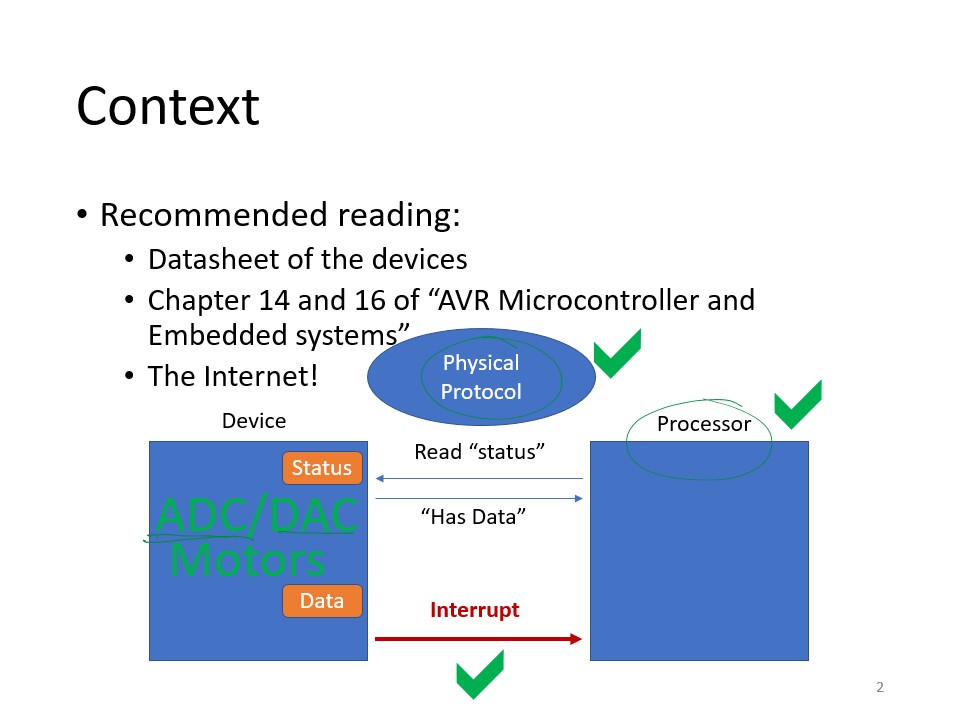 Context
• Recommended reading:
• Datasheet of the devices
• Chapter 14 and 16 of “AVR Microcontroller and
Embedded systems”
• The Internet!
Physical
Protocol
Device
Processor
Read “status”
Status
“Has Data”
ADC/DAC
Motors
Data
Interrupt
2